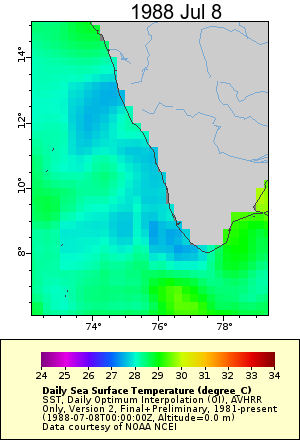 1988 Jul 8
14°
12°
10°
8°
74°
76°
78°
24 25 26 27 28 29 30 31 32 33 34
Daily Sea Surface Temperature (degree_C)
SST, Daily Optimum Interpolation (OI), AVHRR
Only, Version 2, Final+Preliminary, 1981-present
(1988-07-08T00:00:00Z, Altitude=0.0 m)
Data courtesy of NOAA NCEI